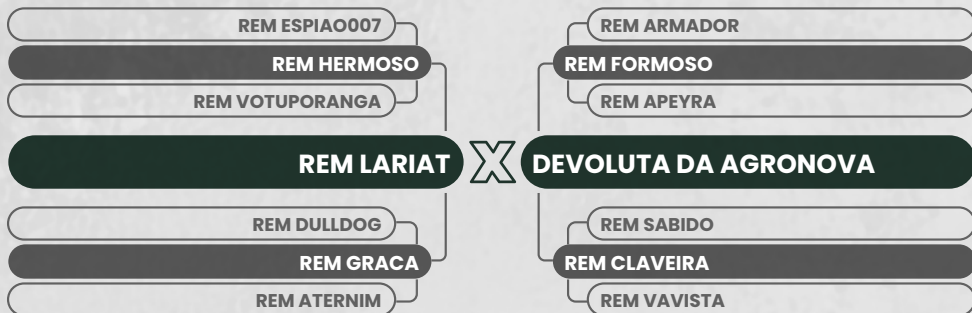 REM ESPIAO007
REM HERMOSO
REM VOTUPORANGA
REM LARIAT
REM DULLDOG
REM GRACA
REM ATERNIM
X
REM ARMADOR
REM FORMOSO
REM APEYRA
DEVOLUTA DA AGRONOVA
REM SABIDO
REM CLAVEIRA
REM VAVISTA